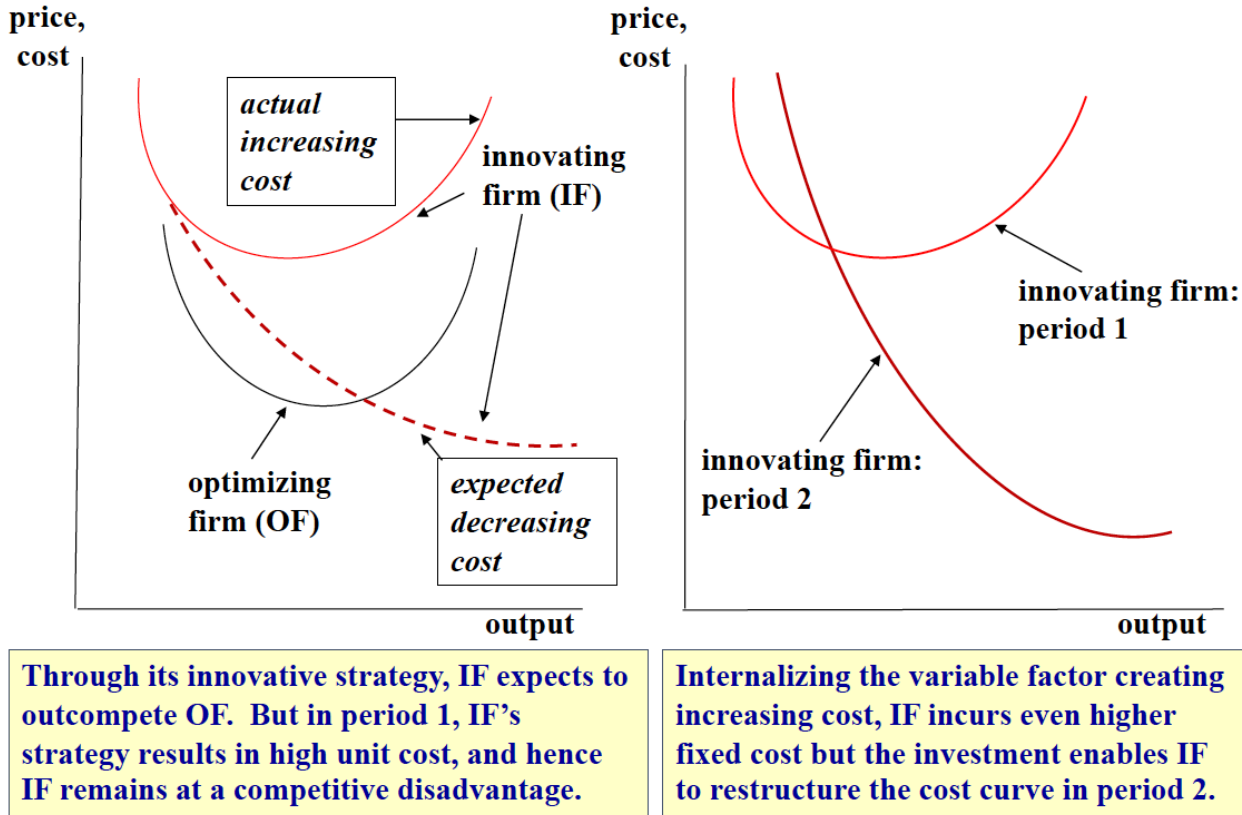 price,
cost
actual
increasing
cost
innovating
firm (IF)
optimizing
firm (OF)
expected
decreasing
cost
output
Through its innovative strategy, IF expects to
outcompete OF.  But in period 1, IF's
strategy results in high unit cost, and hence
IF remains at a competitive disadvantage.
price,
cost
innovating firm:
period 1
innovating firm:
period 2
output
Internalizing the variable factor creating
increasing cost, IF incurs even higher
fixed cost but the investment enables IF
to restructure the cost curve in period 2.